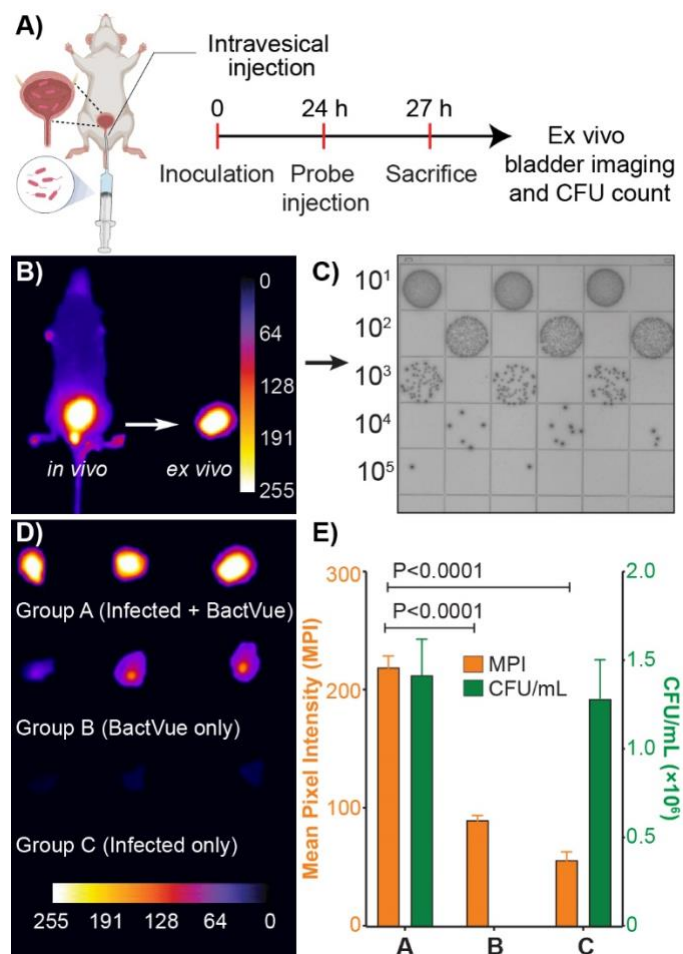 A)
Intravesical
injection
0
24 h
27 h
Inoculation
Probe
injection
Sacrifice
Ex vivo
bladder imaging
and CFU count
B)
0
64
128
191
255
in vivo
ex vivo
C)
10¹
10²
10³
10⁴
10⁵
D)
Group A (Infected + BactVue)
Group B (BactVue only)
Group C (Infected only)
255 191 128 64 0
E)
300
200
100
0
Mean Pixel Intensity (MPI)
P<0.0001
P<0.0001
MPI
CFU/mL
2.0
1.5
1.0
0.5
0
CFU/mL (×10⁶)
A B C